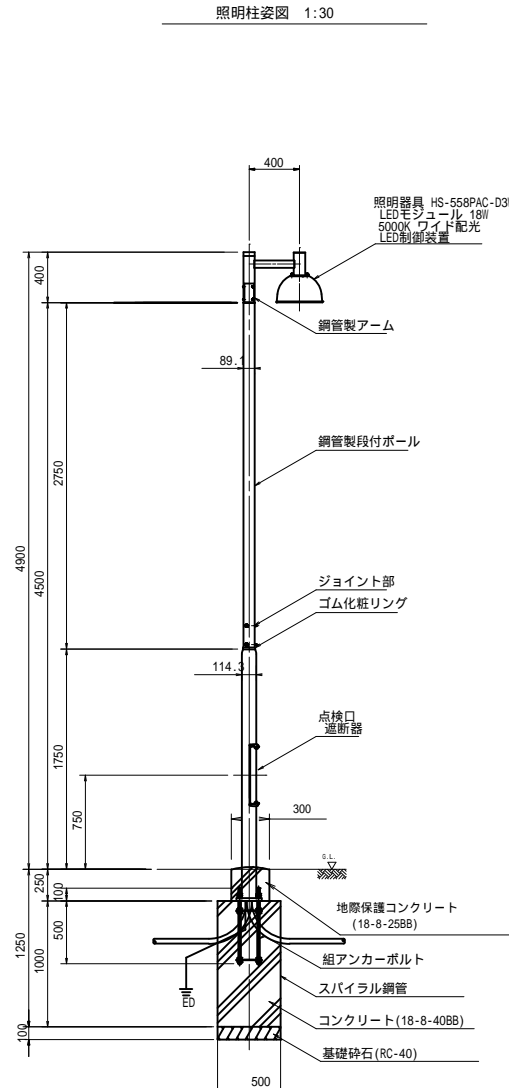 照明柱姿図 1:30
400
照明器具 HS-558PAC-D3
LEDモジュール 18W
5000K ワイド配光
LED制御装置
400
鋼管製アーム
89.1
鋼管製段付ポール
2750
4900
4500
ジョイント部
ゴム化粧リング
114.3
点検口
遮断器
1750
750
300
G.L.
250
100
地際保護コンクリート
(18-8-25BB)
500
1250
1000
組アンカーボルト
スパイラル鋼管
ED
コンクリート(18-8-40BB)
100
基礎砕石(RC-40)
500